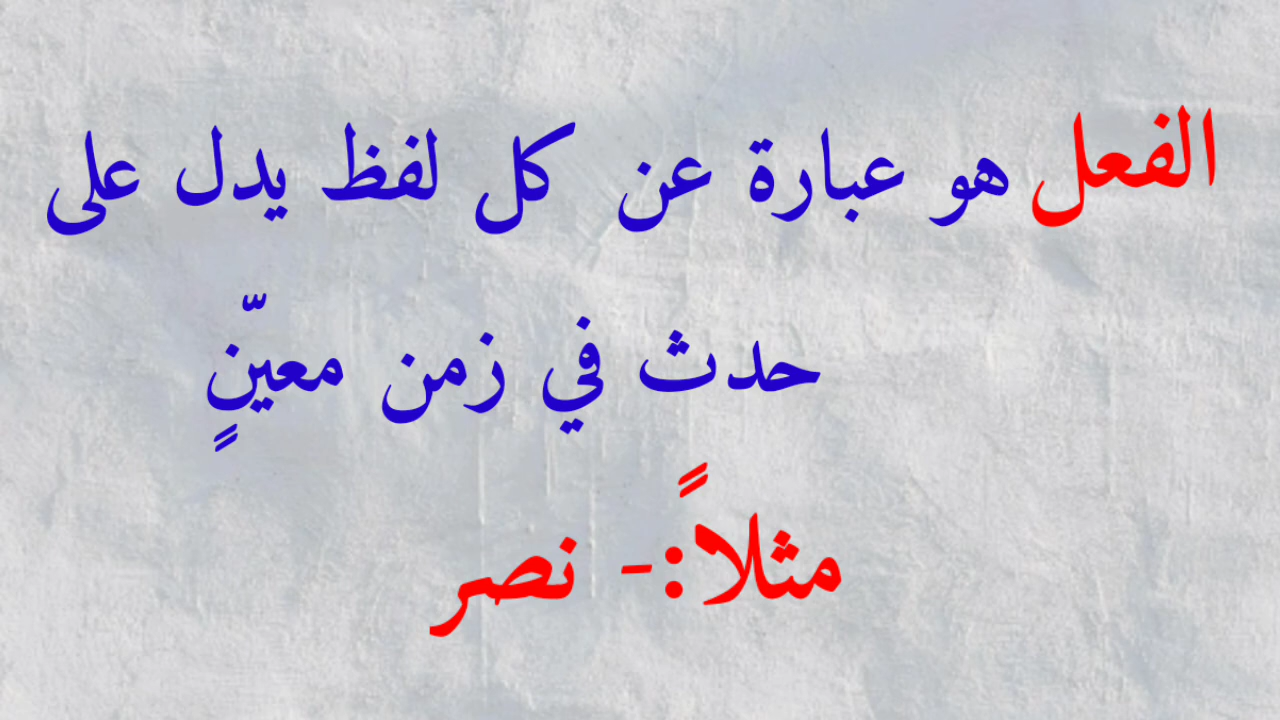 الفعل هو عبارة عن كل لفظ يدل على
حدث في زمن معيّنٍ
مثلاً:- نصر